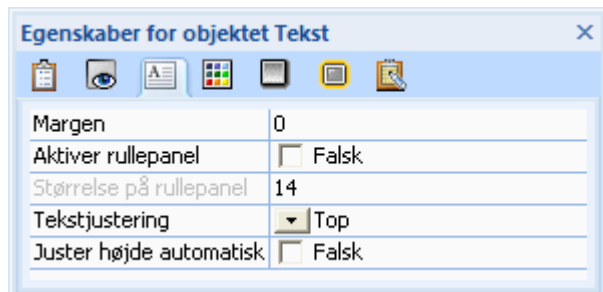 Egenskaber for objektet Tekst
Margen 0
Aktiver rullepanel Falsk
Størrelse på rullepanel 14
Tekstjustering Top
Juster højde automatisk Falsk